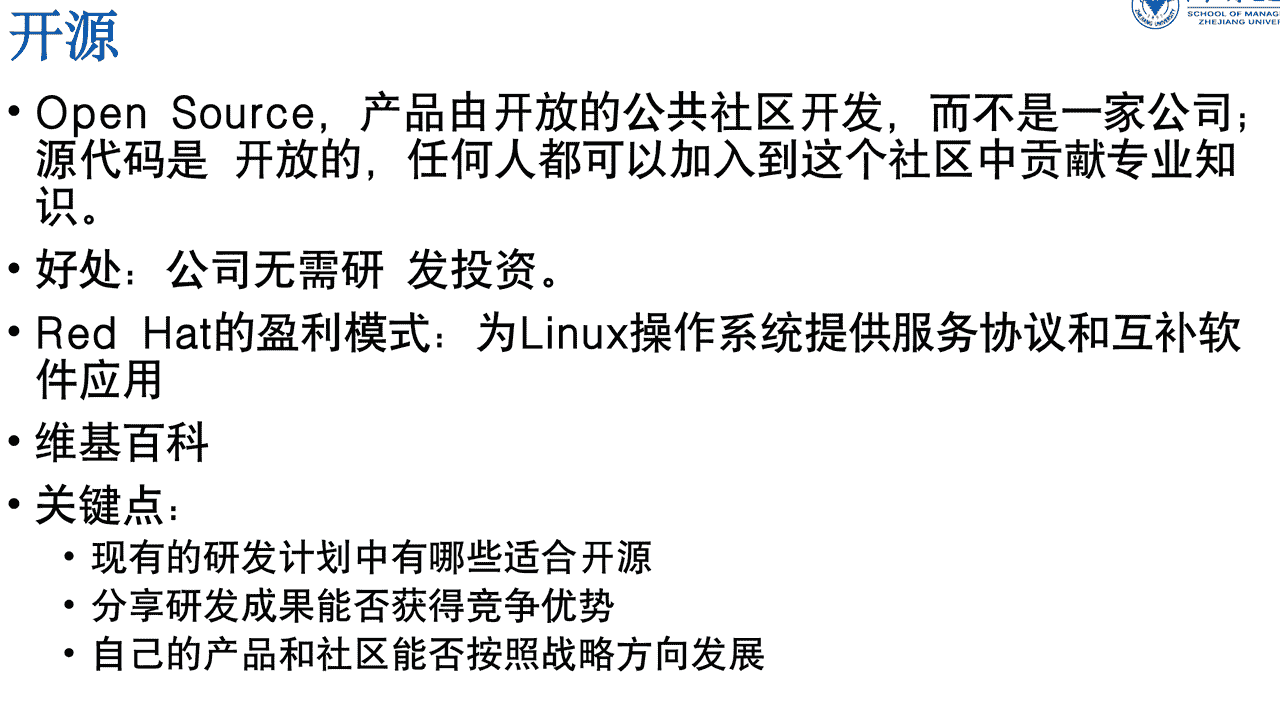 开源
SCHOOL OF MANAG
ZHEJIANG UNIVER
ZHEJIANG UNIVERSITY
• Open Source，产品由开放的公共社区开发，而不是一家公司；
源代码是 开放的，任何人都可以加入到这个社区中贡献专业知
识。
• 好处：公司无需研 发投资。
• Red Hat的盈利模式：为Linux操作系统提供服务协议和互补软
件应用
• 维基百科
• 关键点：
• 现有的研发计划中有哪些适合开源
• 分享研发成果能否获得竞争优势
• 自己的产品和社区能否按照战略方向发展